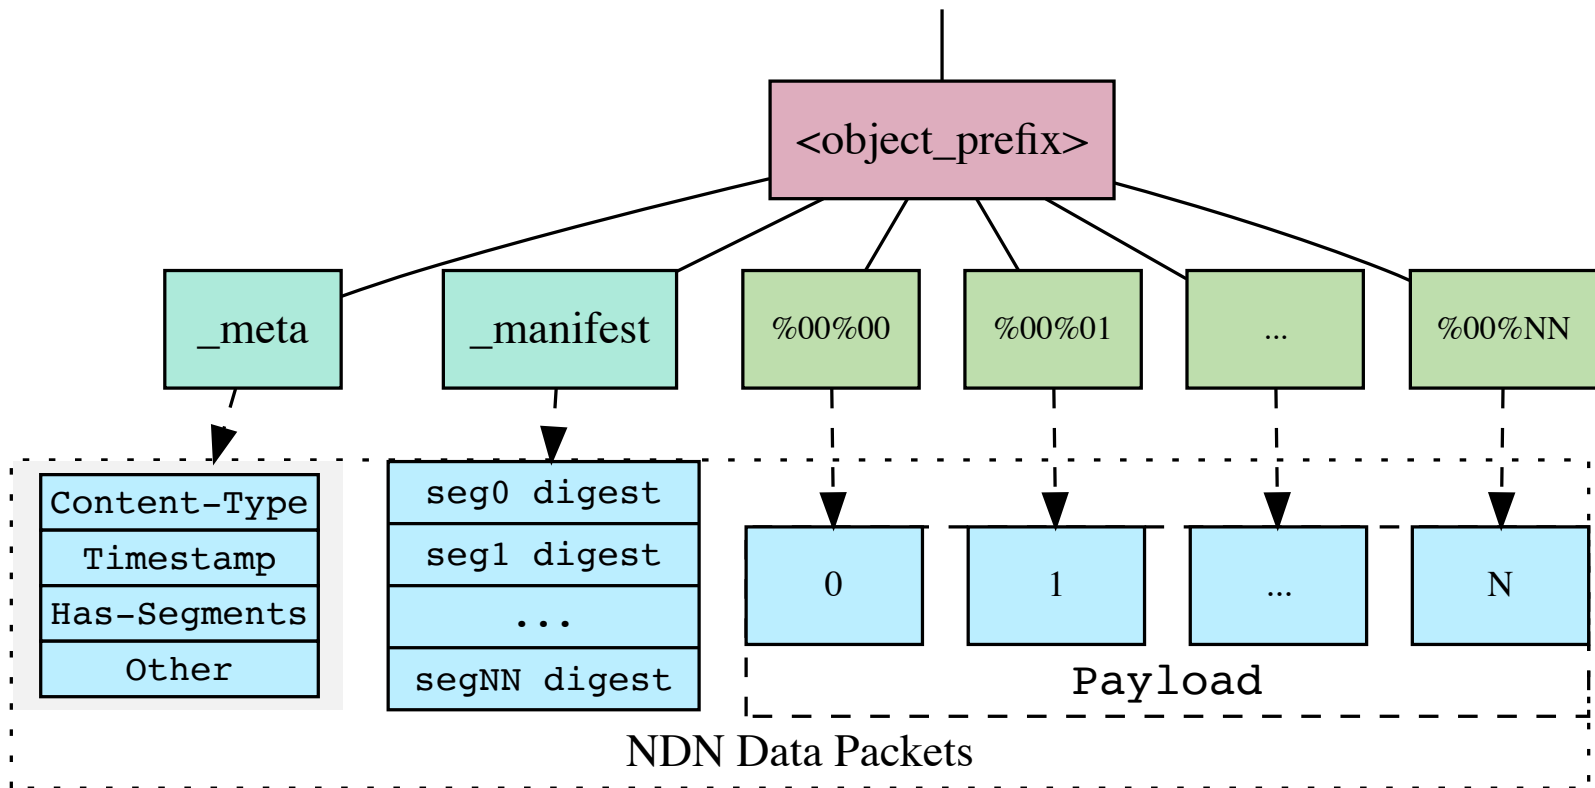 <object_prefix>
_meta
_manifest
%00%00
%00%01
...
%00%NN
Content-Type
Timestamp
Has-Segments
Other
seg0 digest
seg1 digest
...
segNN digest
0
1
...
N
Payload
NDN Data Packets